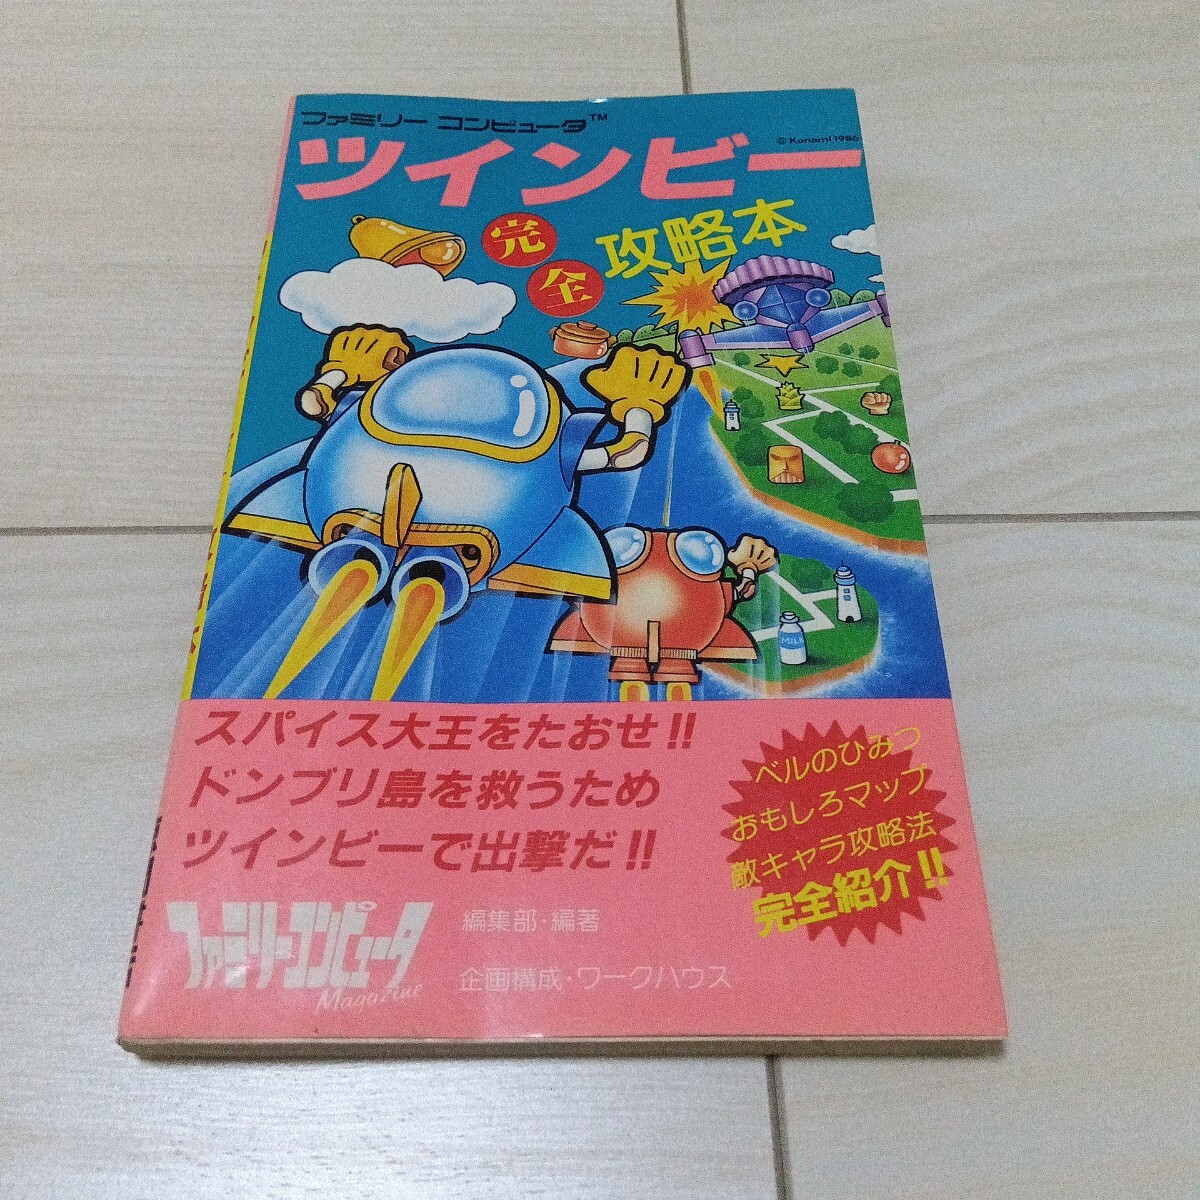 ファミリー コンピュータ™
© Konami 1986
ツインビー
完全
攻略本
MILK
スパイス大王をたおせ!!
ドンブリ島を救うため
ツインビーで出撃だ!!
ベルのひみつ
おもしろマップ
敵キャラ攻略法
完全紹介!!
ファミリーコンピュータ
Magazine
編集部・編著
企画構成・ワークハウス